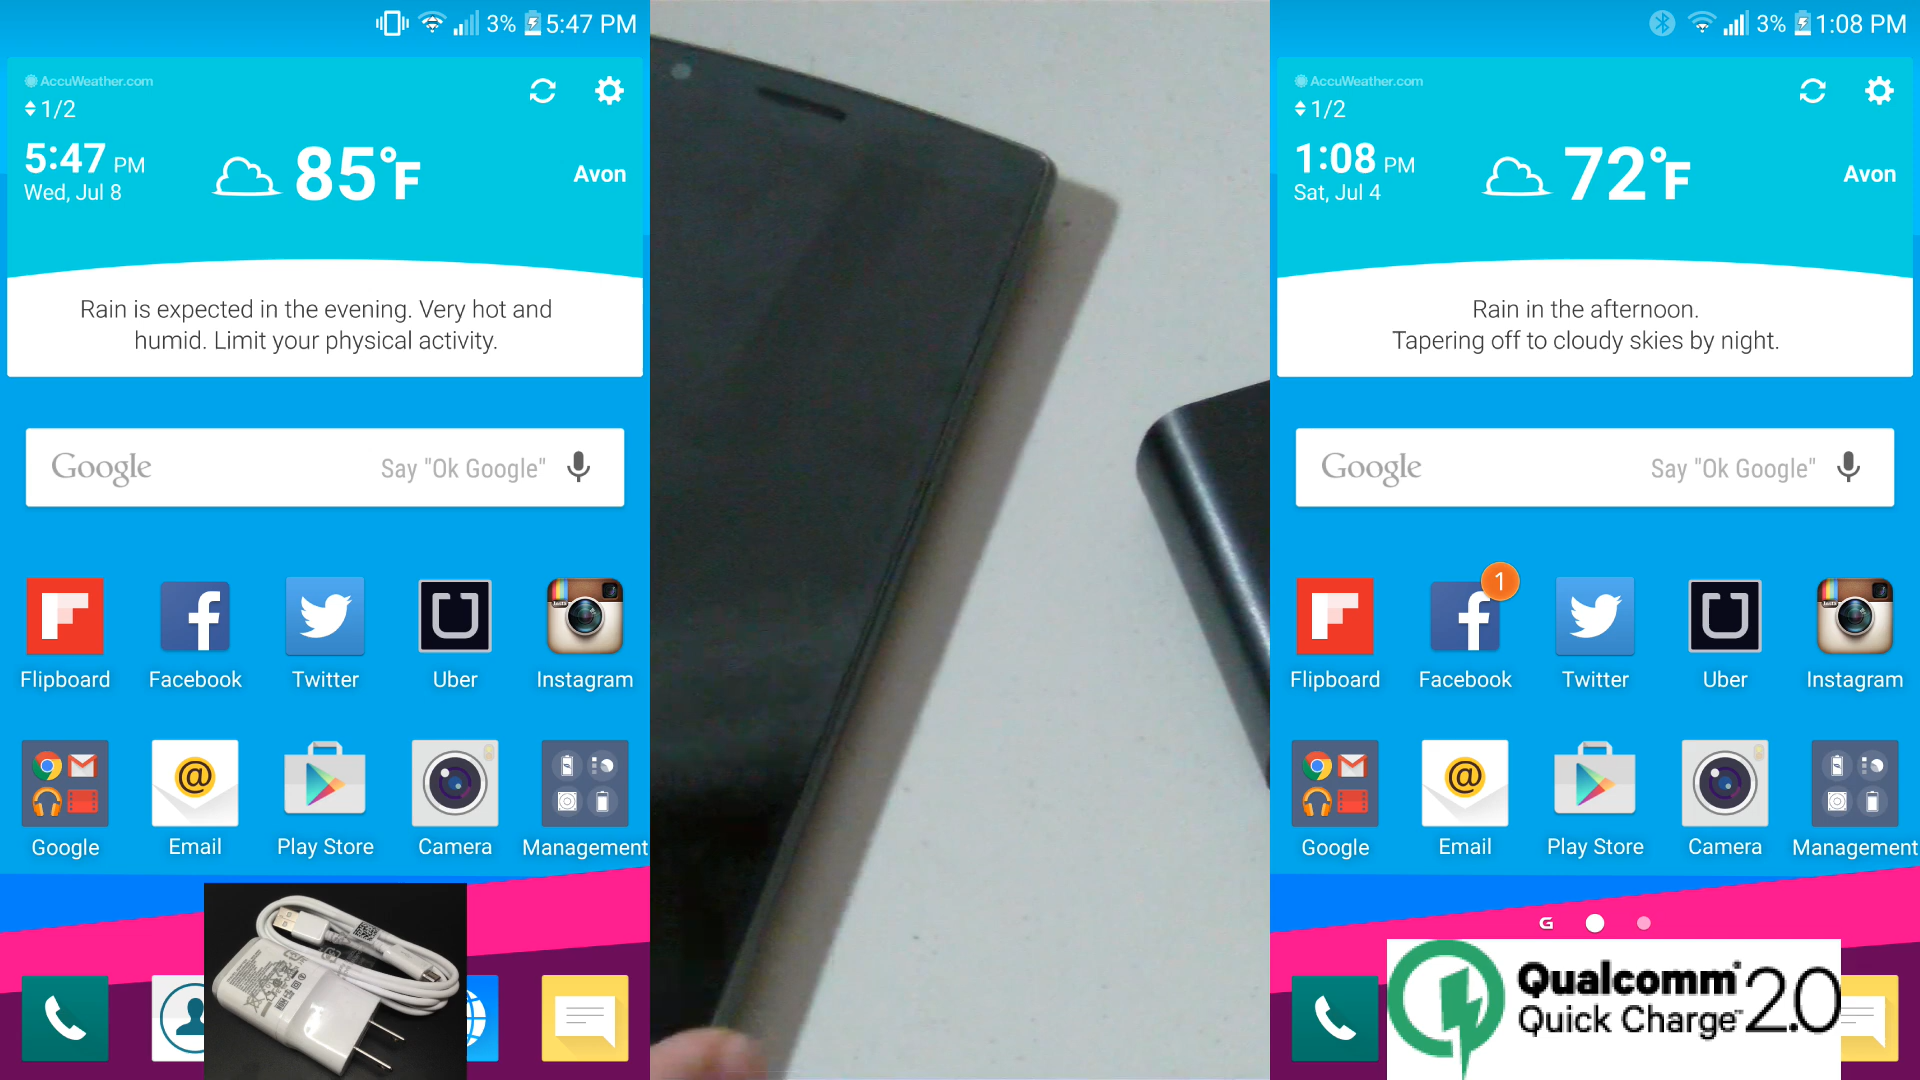 3% 5:47 PM
AccuWeather.com
1/2
5:47 PM
Wed, Jul 8
85°F
Avon
Rain is expected in the evening. Very hot and
humid. Limit your physical activity.
Google Say "Ok Google"
Flipboard Facebook Twitter Uber Instagram
Google Email Play Store Camera Management
3% 1:08 PM
AccuWeather.com
1/2
1:08 PM
Sat, Jul 4
72°F
Avon
Rain in the afternoon.
Tapering off to cloudy skies by night.
Google Say "Ok Google"
1
Flipboard Facebook Twitter Uber Instagram
Google Email Play Store Camera Management
G
Qualcomm
Quick Charge™ 2.0